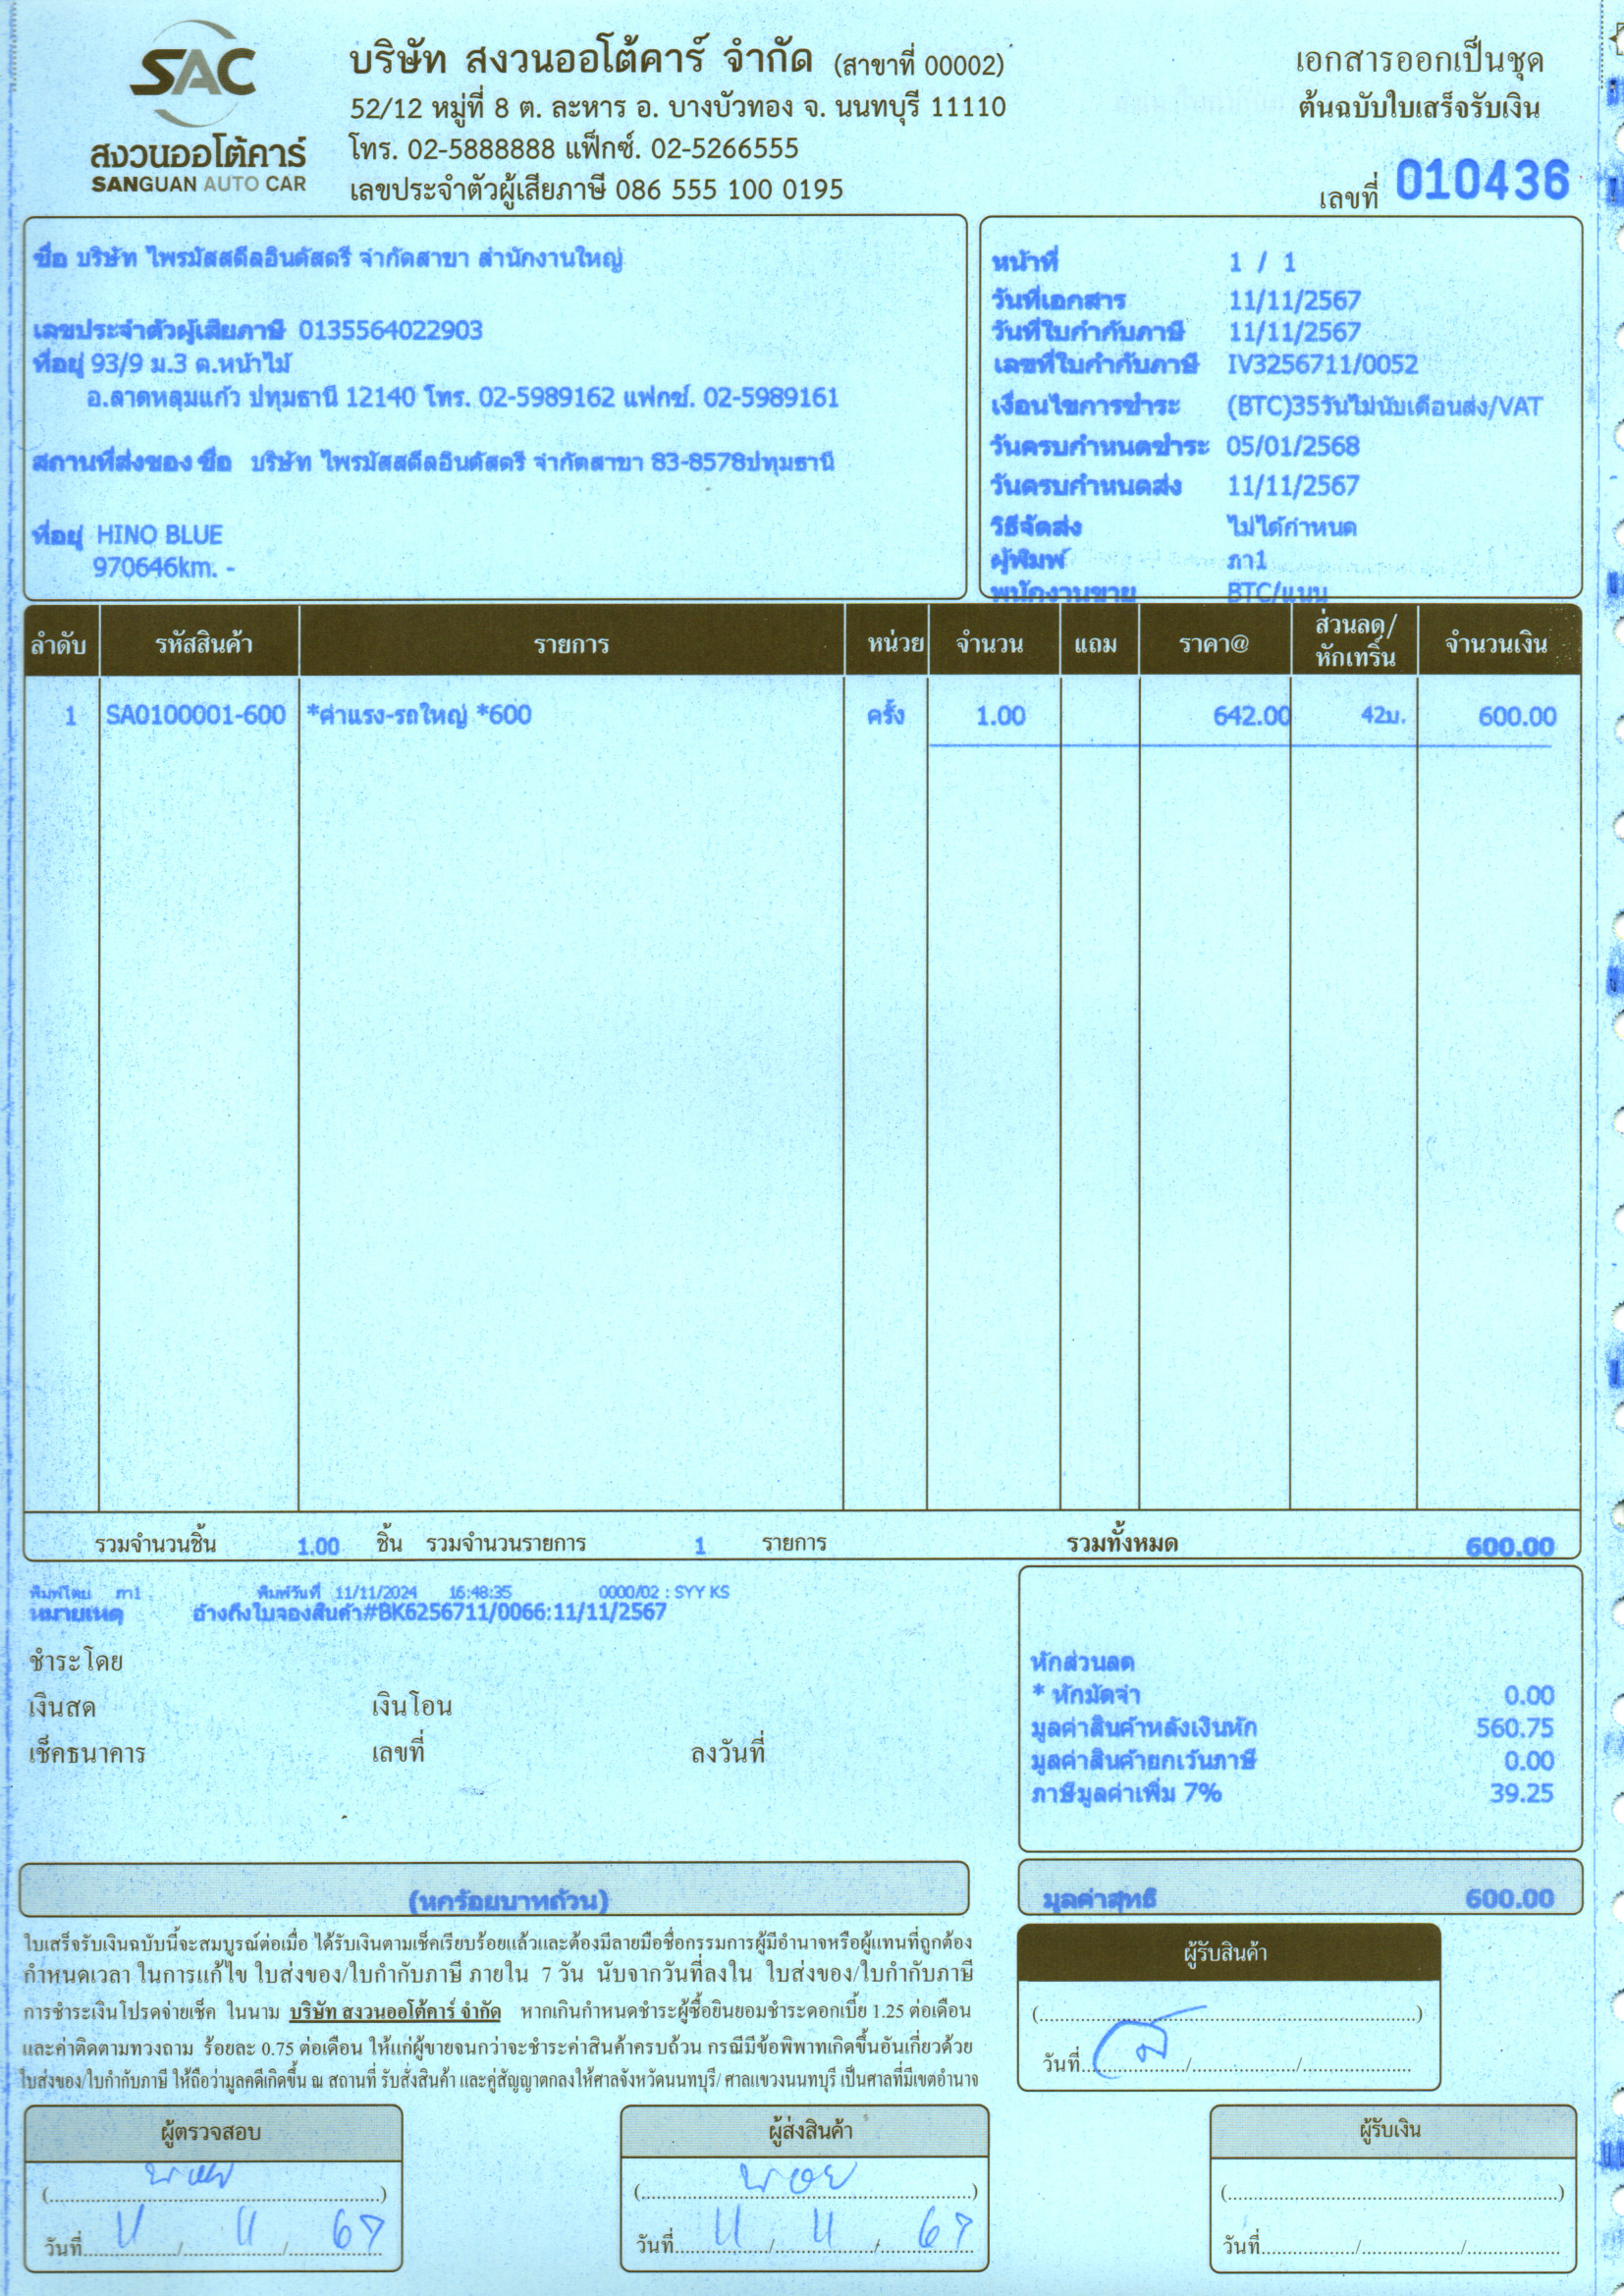 SAC
สงวนออโต้คาร์
SANGUAN AUTO CAR
บริษัท สงวนออโต้คาร์ จำกัด (สาขาที่ 00002)
52/12 หมู่ที่ 8 ต. ละหาร อ. บางบัวทอง จ. นนทบุรี 11110
โทร. 02-5888888 แฟ็กซ์. 02-5266555
เลขประจำตัวผู้เสียภาษี 086 555 100 0195
เอกสารออกเป็นชุด
ต้นฉบับใบเสร็จรับเงิน
เลขที่ 010436
ชื่อ บริษัท ไพรมัสสตีลอินดัสตรี จำกัดสาขา สำนักงานใหญ่
เลขประจำตัวผู้เสียภาษี 0135564022903
ที่อยู่ 93/9 ม.3 ต.หน้าไม้
อ.ลาดหลุมแก้ว ปทุมธานี 12140 โทร. 02-5989162 แฟกซ์. 02-5989161
สถานที่ส่งของ ชื่อ บริษัท ไพรมัสสตีลอินดัสตรี จำกัดสาขา 83-8578ปทุมธานี
ที่อยู่ HINO BLUE
970646km. -
หน้าที่ 1 / 1
วันที่เอกสาร 11/11/2567
วันที่ใบกำกับภาษี 11/11/2567
เลขที่ใบกำกับภาษี IV3256711/0052
เงื่อนไขการชำระ (BTC)35วันไม่นับเดือนส่ง/VAT
วันครบกำหนดชำระ 05/01/2568
วันครบกำหนดส่ง 11/11/2567
วิธีจัดส่ง ไม่ได้กำหนด
ผู้พิมพ์ ภา1
พนักงานขาย BTC/แนน
ลำดับ รหัสสินค้า รายการ หน่วย จำนวน แถม ราคา@ ส่วนลด/หักเทริ์น จำนวนเงิน
1 SA0100001-600 *ค่าแรง-รถใหญ่ *600 ครั้ง 1.00 642.00 42บ. 600.00
รวมจำนวนชิ้น 1.00 ชิ้น รวมจำนวนรายการ 1 รายการ รวมทั้งหมด 600.00
พิมพ์โดย ภา1 พิมพ์วันที่ 11/11/2024 16:48:35 0000/02 : SYY KS
หมายเหตุ อ้างถึงใบจองสินค้า#BK6256711/0066:11/11/2567
ชำระโดย
เงินสด เงินโอน
เช็คธนาคาร เลขที่ ลงวันที่
หักส่วนลด
* หักมัดจำ 0.00
มูลค่าสินค้าหลังเงินหัก 560.75
มูลค่าสินค้ายกเว้นภาษี 0.00
ภาษีมูลค่าเพิ่ม 7% 39.25
(หกร้อยบาทถ้วน)
มูลค่าสุทธิ 600.00
ใบเสร็จรับเงินฉบับนี้จะสมบูรณ์ต่อเมื่อ ได้รับเงินตามเช็คเรียบร้อยแล้วและต้องมีลายมือชื่อกรรมการผู้มีอำนาจหรือผู้แทนที่ถูกต้อง
กำหนดเวลา ในการแก้ไข ใบส่งของ/ใบกำกับภาษี ภายใน 7 วัน นับจากวันที่ลงใน ใบส่งของ/ใบกำกับภาษี
การชำระเงินโปรดจ่ายเช็ค ในนาม บริษัท สงวนออโต้คาร์ จำกัด หากเกินกำหนดชำระผู้ซื้อยินยอมชำระดอกเบี้ย 1.25 ต่อเดือน
และค่าติดตามทวงถาม ร้อยละ 0.75 ต่อเดือน ให้แก่ผู้ขายจนกว่าจะชำระค่าสินค้าครบถ้วน กรณีมีข้อพิพาทเกิดขึ้นอันเกี่ยวด้วย
ใบส่งของ/ใบกำกับภาษี ให้ถือว่ามูลคดีเกิดขึ้น ณ สถานที่ รับสั่งสินค้า และคู่สัญญาตกลงให้ศาลจังหวัดนนทบุรี/ ศาลแขวงนนทบุรี เป็นศาลที่มีเขตอำนาจ
ผู้รับสินค้า
(....................)
วันที่........../........../..........
ผู้ตรวจสอบ
วันที่ 11 / 11 / 67
ผู้ส่งสินค้า
วันที่ 11 / 11 / 67
ผู้รับเงิน
(....................)
วันที่........../........../..........